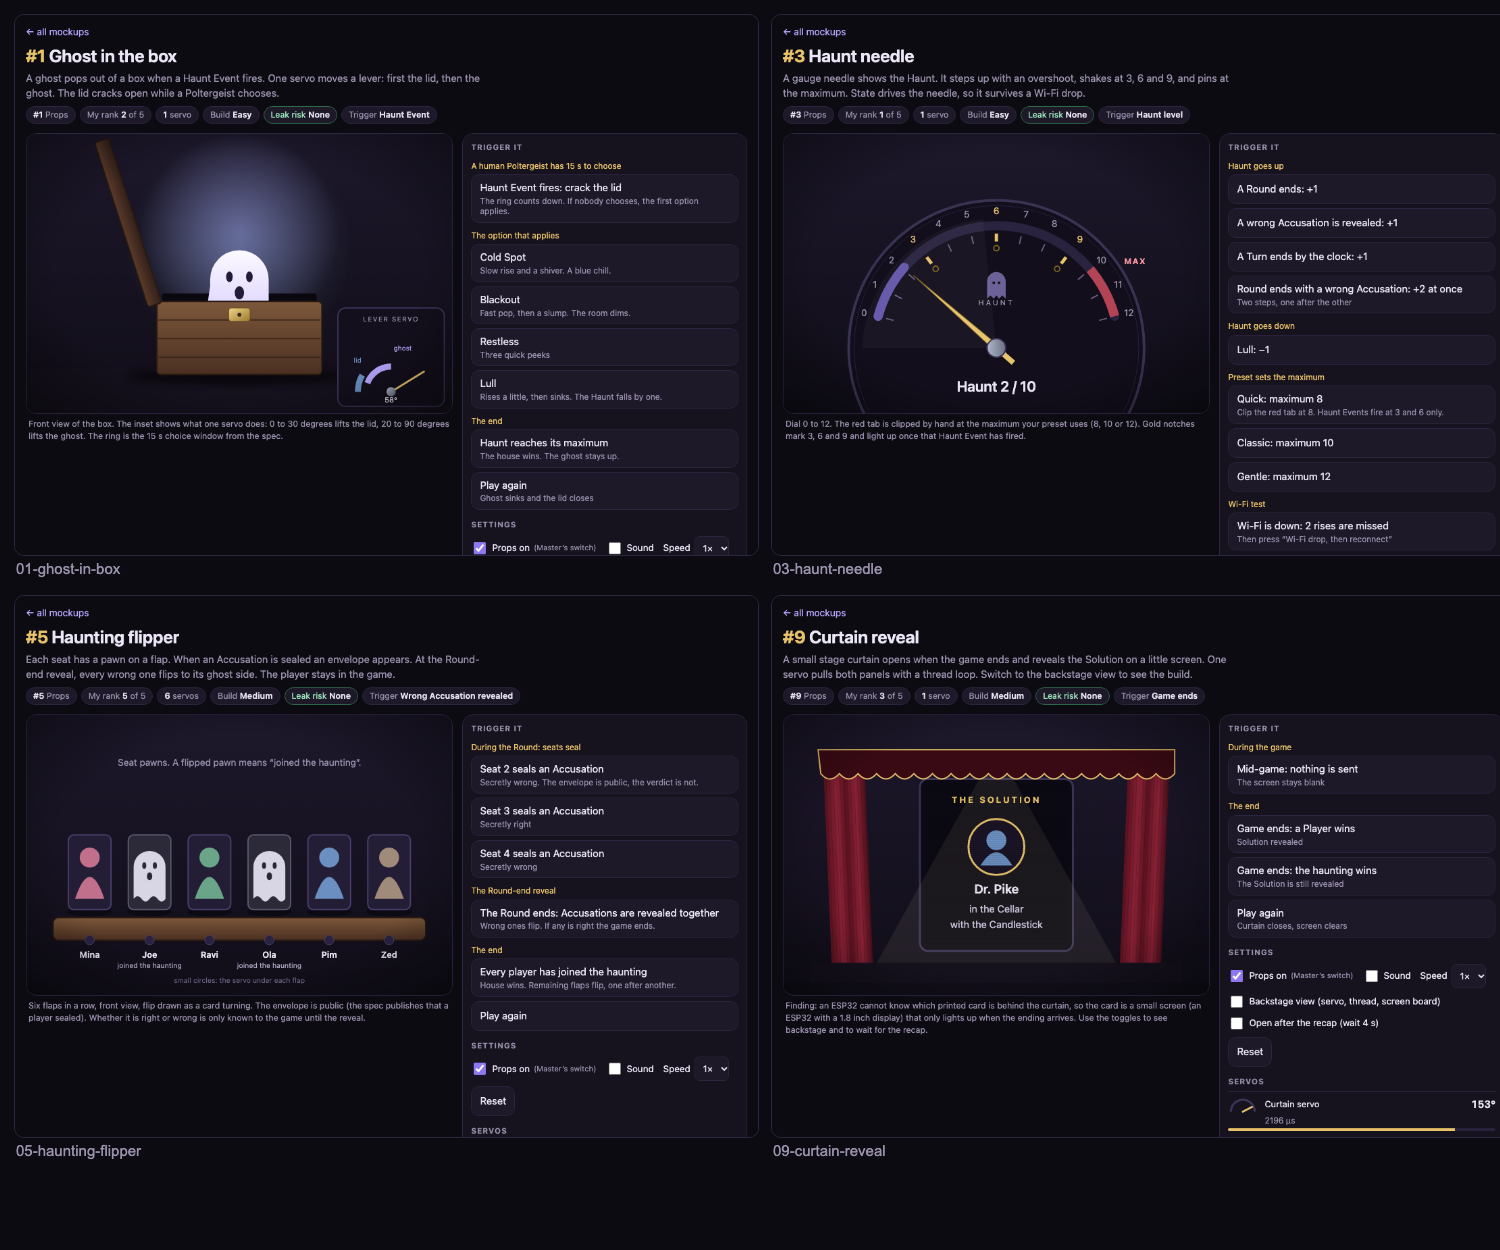 ← all mockups
#1 Ghost in the box
A ghost pops out of a box when a Haunt Event fires. One servo moves a lever: first the lid, then the
ghost. The lid cracks open while a Poltergeist chooses.
#1 Props
My rank 2 of 5
1 servo
Build Easy
Leak risk None
Trigger Haunt Event
LEVER SERVO
ghost
lid
58°
Front view of the box. The inset shows what one servo does: 0 to 30 degrees lifts the lid, 20 to 90 degrees
lifts the ghost. The ring is the 15 s choice window from the spec.
TRIGGER IT
A human Poltergeist has 15 s to choose
Haunt Event fires: crack the lid
The ring counts down. If nobody chooses, the first option
applies.
The option that applies
Cold Spot
Slow rise and a shiver. A blue chill.
Blackout
Fast pop, then a slump. The room dims.
Restless
Three quick peeks
Lull
Rises a little, then sinks. The Haunt falls by one.
The end
Haunt reaches its maximum
The house wins. The ghost stays up.
Play again
Ghost sinks and the lid closes
SETTINGS
Props on (Master's switch)
Sound
Speed
1×
01-ghost-in-box
← all mockups
#3 Haunt needle
A gauge needle shows the Haunt. It steps up with an overshoot, shakes at 3, 6 and 9, and pins at
the maximum. State drives the needle, so it survives a Wi-Fi drop.
#3 Props
My rank 1 of 5
1 servo
Build Easy
Leak risk None
Trigger Haunt level
0
1
2
3
4
5
6
7
8
9
10
11
12
MAX
HAUNT
Haunt 2 / 10
Dial 0 to 12. The red tab is clipped by hand at the maximum your preset uses (8, 10 or 12). Gold notches
mark 3, 6 and 9 and light up once that Haunt Event has fired.
TRIGGER IT
Haunt goes up
A Round ends: +1
A wrong Accusation is revealed: +1
A Turn ends by the clock: +1
Round ends with a wrong Accusation: +2 at once
Two steps, one after the other
Haunt goes down
Lull: −1
Preset sets the maximum
Quick: maximum 8
Clip the red tab at 8. Haunt Events fire at 3 and 6 only.
Classic: maximum 10
Gentle: maximum 12
Wi-Fi test
Wi-Fi is down: 2 rises are missed
Then press “Wi-Fi drop, then reconnect”
03-haunt-needle
← all mockups
#5 Haunting flipper
Each seat has a pawn on a flap. When an Accusation is sealed an envelope appears. At the Round-
end reveal, every wrong one flips to its ghost side. The player stays in the game.
#5 Props
My rank 5 of 5
6 servos
Build Medium
Leak risk None
Trigger Wrong Accusation revealed
Seat pawns. A flipped pawn means “joined the haunting”.
Mina
Joe
Ravi
Ola
Pim
Zed
joined the haunting
joined the haunting
small circles: the servo under each flap
Six flaps in a row, front view, flip drawn as a card turning. The envelope is public (the spec publishes that a
player sealed). Whether it is right or wrong is only known to the game until the reveal.
TRIGGER IT
During the Round: seats seal
Seat 2 seals an Accusation
Secretly wrong. The envelope is public, the verdict is not.
Seat 3 seals an Accusation
Secretly right
Seat 4 seals an Accusation
Secretly wrong
The Round-end reveal
The Round ends: Accusations are revealed together
Wrong ones flip. If any is right the game ends.
The end
Every player has joined the haunting
House wins. Remaining flaps flip, one after another.
Play again
SETTINGS
Props on (Master's switch)
Sound
Speed
1×
Reset
SERVOS
05-haunting-flipper
← all mockups
#9 Curtain reveal
A small stage curtain opens when the game ends and reveals the Solution on a little screen. One
servo pulls both panels with a thread loop. Switch to the backstage view to see the build.
#9 Props
My rank 3 of 5
1 servo
Build Medium
Leak risk None
Trigger Game ends
THE SOLUTION
Dr. Pike
in the Cellar
with the Candlestick
Finding: an ESP32 cannot know which printed card is behind the curtain, so the card is a small screen (an
ESP32 with a 1.8 inch display) that only lights up when the ending arrives. Use the toggles to see
backstage and to wait for the recap.
TRIGGER IT
During the game
Mid-game: nothing is sent
The screen stays blank
The end
Game ends: a Player wins
Solution revealed
Game ends: the haunting wins
The Solution is still revealed
Play again
Curtain closes, screen clears
SETTINGS
Props on (Master's switch)
Sound
Speed
1×
Backstage view (servo, thread, screen board)
Open after the recap (wait 4 s)
Reset
SERVOS
Curtain servo
153°
2196 µs
09-curtain-reveal